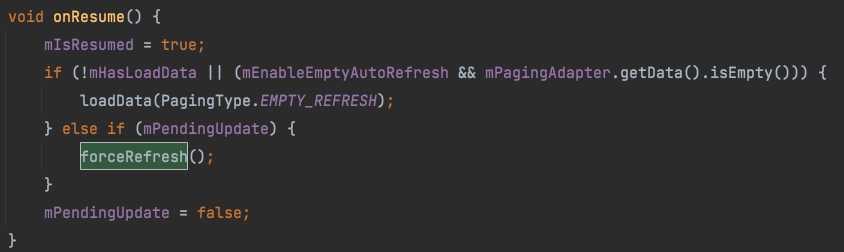 void onResume() {
    mIsResumed = true;
    if (!mHasLoadData || (mEnableEmptyAutoRefresh && mPagingAdapter.getData().isEmpty())) {
        loadData(PagingType.EMPTY_REFRESH);
    } else if (mPendingUpdate) {
        forceRefresh();
    }
    mPendingUpdate = false;
}